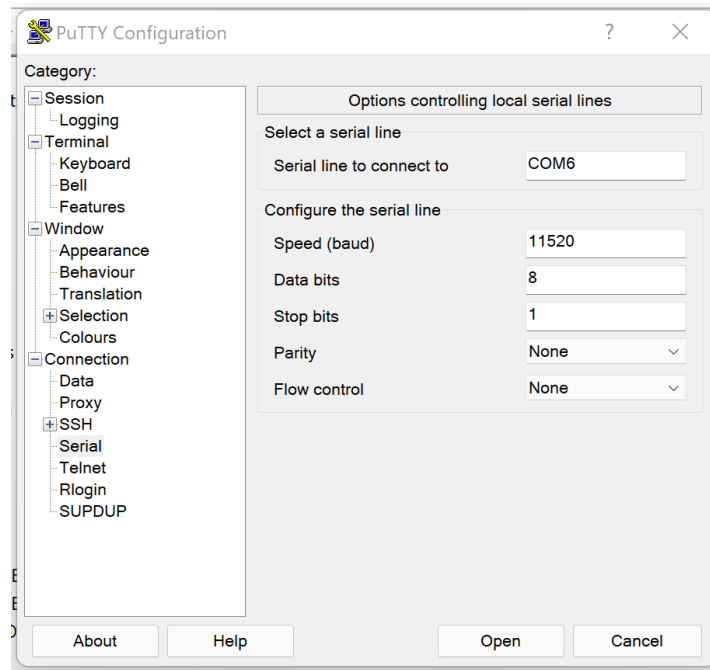 PuTTY Configuration
?
Category:
Session
Logging
Terminal
Keyboard
Bell
Features
Window
Appearance
Behaviour
Translation
Selection
Colours
Connection
Data
Proxy
SSH
Serial
Telnet
Rlogin
SUPDUP
Options controlling local serial lines
Select a serial line
Serial line to connect to COM6
Configure the serial line
Speed (baud) 11520
Data bits 8
Stop bits 1
Parity None
Flow control None
About Help Open Cancel